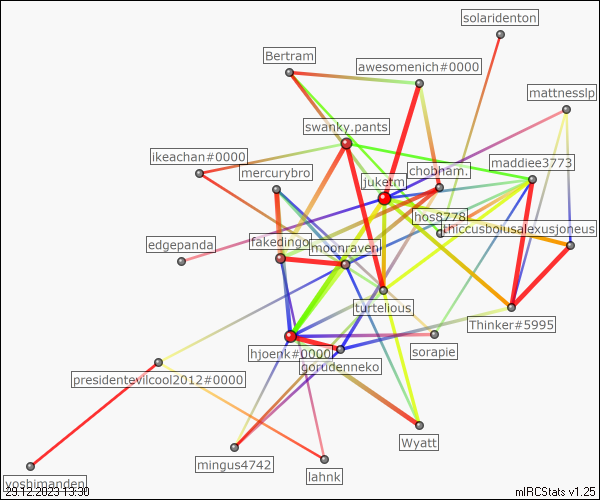 solaridenton
Bertram
awesomenich#0000
mattnesslp
swanky.pants
ikeachan#0000
mercurybro
chobham.
maddiee3773
juketm
hos8778
thiccusboisalexusjoneus
edgepanda
fakedingo
moonraven
turtelious
Thinker#5995
hjoenk#0000
sorapie
gorudenneko
presidentevilcool2012#0000
Wyatt
mingus4742
lahnk
yoshimanden
29.12.2023 13:30
mIRCStats v1.25